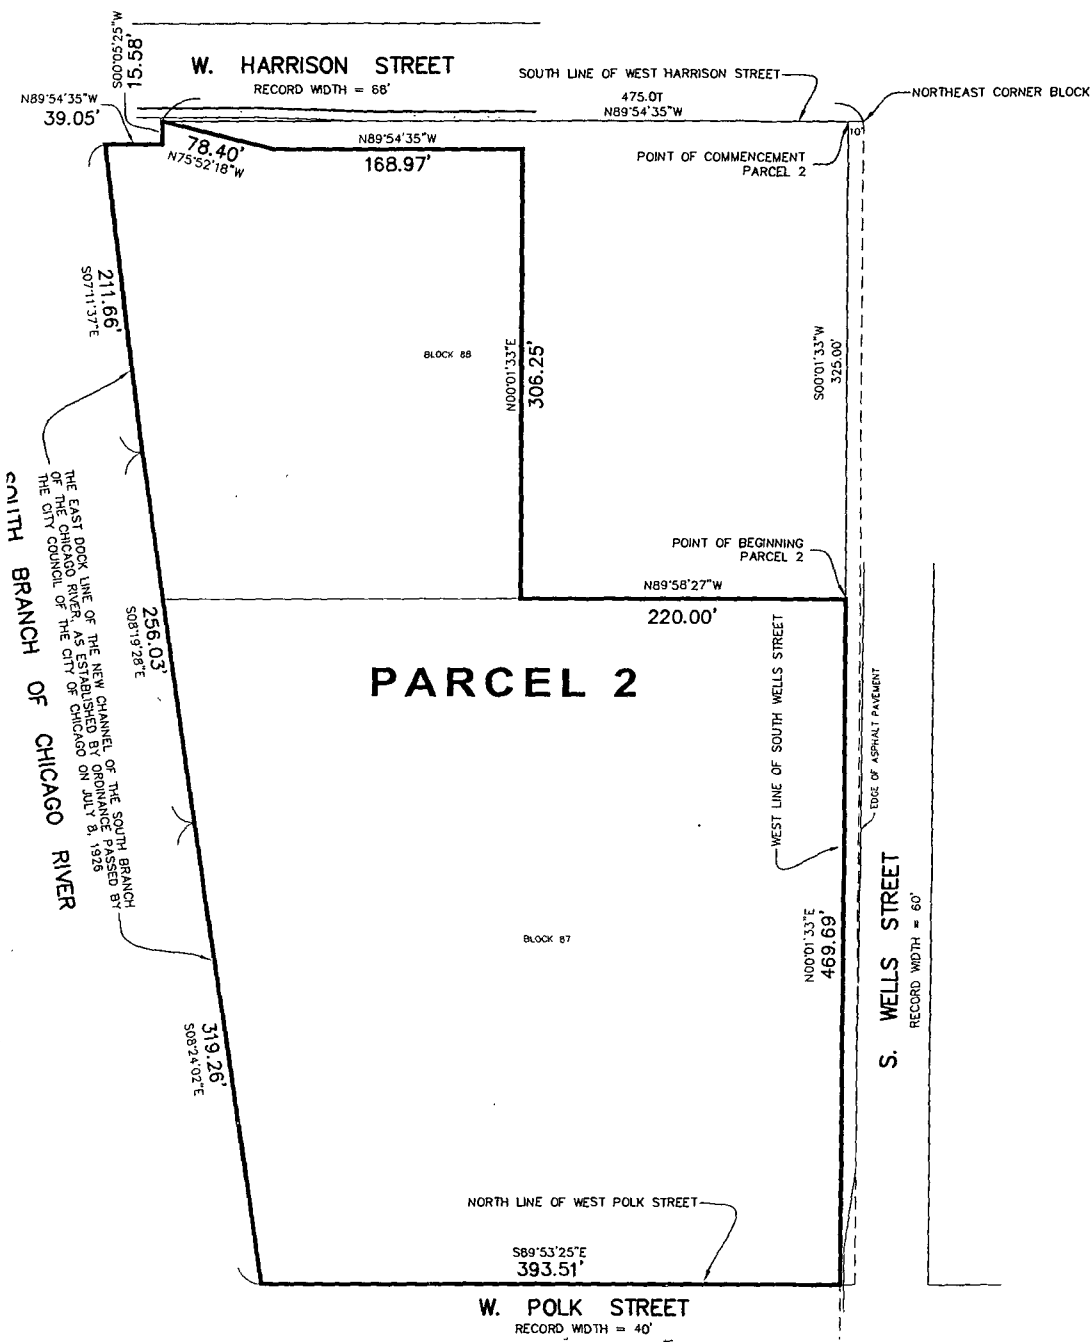 W. HARRISON STREET
RECORD WIDTH = 68'
S00°05'25"W
15.58'
N89°54'35"W
39.05'
SOUTH LINE OF WEST HARRISON STREET
475.0T
N89°54'35"W
NORTHEAST CORNER BLOCK
10'
POINT OF COMMENCEMENT
PARCEL 2
78.40'
N75°52'18"W
N89°54'35"W
168.97'
211.66'
S07°11'37"E
BLOCK 88
N00°01'33"E
306.25'
S00°01'33"W
325.00'
THE EAST DOCK LINE OF THE NEW CHANNEL OF THE SOUTH BRANCH
OF THE CHICAGO RIVER, AS ESTABLISHED BY ORDINANCE PASSED BY
THE CITY COUNCIL OF THE CITY OF CHICAGO ON JULY 8, 1926
SOUTH BRANCH OF CHICAGO RIVER
POINT OF BEGINNING
PARCEL 2
N89°58'27"W
220.00'
256.03'
S08°19'28"E
PARCEL 2
WEST LINE OF SOUTH WELLS STREET
EDGE OF ASPHALT PAVEMENT
BLOCK 87
N00°01'33"E
469.69'
S. WELLS STREET
RECORD WIDTH = 60'
319.26'
S08°24'02"E
NORTH LINE OF WEST POLK STREET
S89°53'25"E
393.51'
W. POLK STREET
RECORD WIDTH = 40'